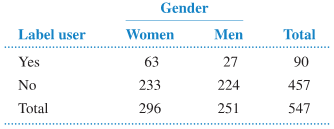 Gender
Label user Women Men Total
Yes 63 27 90
No 233 224 457
Total 296 251 547